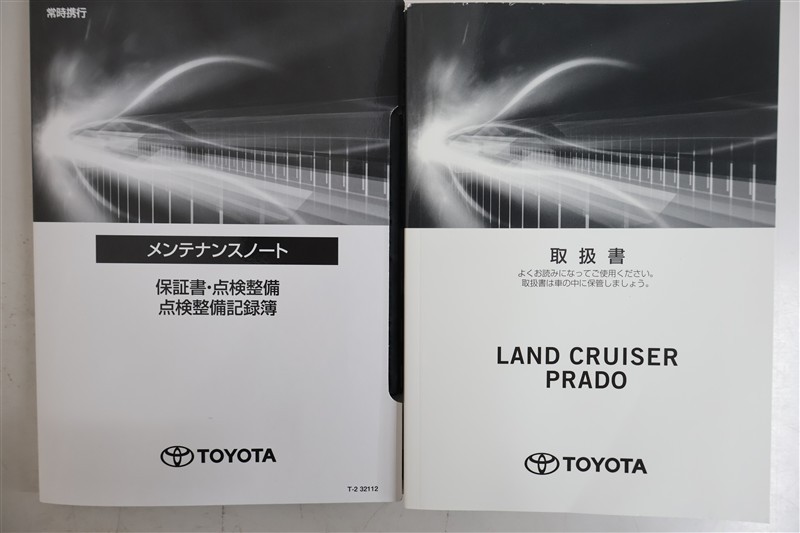 常時携行
メンテナンスノート
保証書・点検整備
点検整備記録簿
TOYOTA
T-2 32112
取扱書
よくお読みになってご使用ください。
取扱書は車の中に保管しましょう。
LAND CRUISER
PRADO
TOYOTA